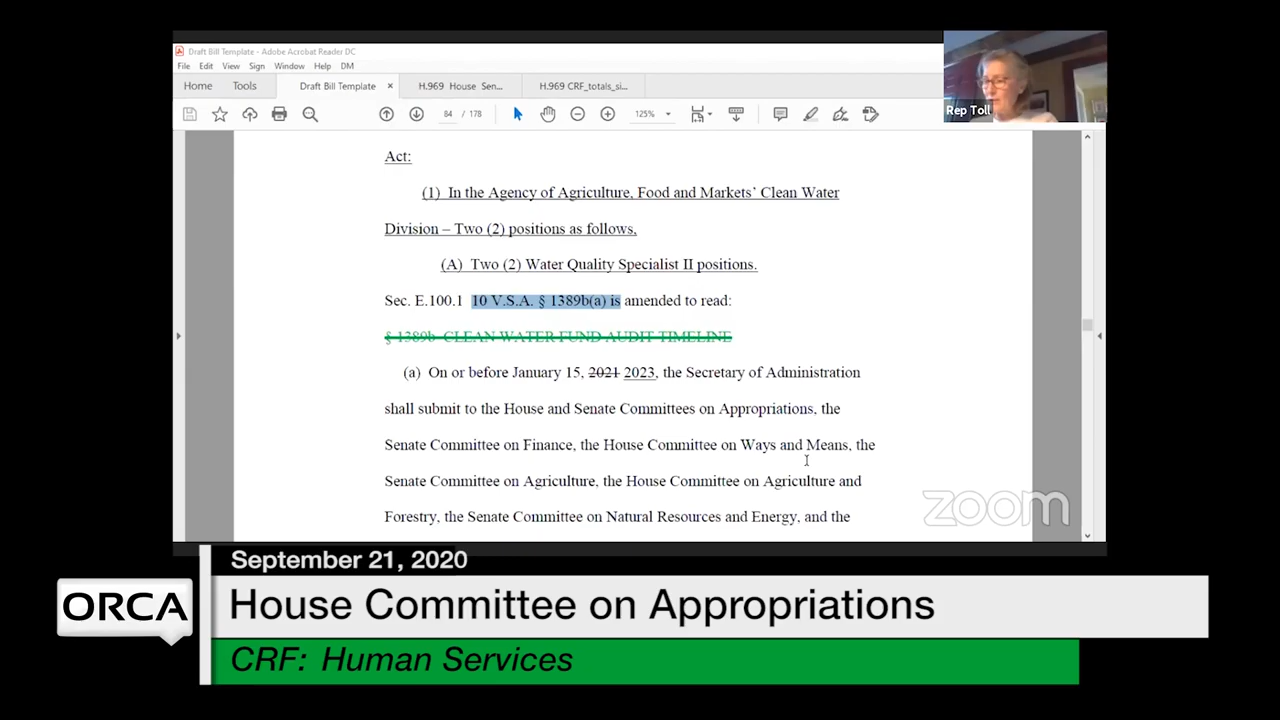 Draft Bill Template - Adobe Acrobat Reader DC
File Edit View Sign Window Help DM
Home Tools Draft Bill Template × H.969 House Sen... H.969 CRF_totals_si...
84 / 178 125%
Rep Toll
Act:
(1) In the Agency of Agriculture, Food and Markets’ Clean Water
Division – Two (2) positions as follows,
(A) Two (2) Water Quality Specialist II positions.
Sec. E.100.1 10 V.S.A. § 1389b(a) is amended to read:
§ 1389b CLEAN WATER FUND AUDIT TIMELINE
(a) On or before January 15, 2021 2023, the Secretary of Administration
shall submit to the House and Senate Committees on Appropriations, the
Senate Committee on Finance, the House Committee on Ways and Means, the
Senate Committee on Agriculture, the House Committee on Agriculture and
Forestry, the Senate Committee on Natural Resources and Energy, and the
zoom
September 21, 2020
ORCA
House Committee on Appropriations
CRF: Human Services